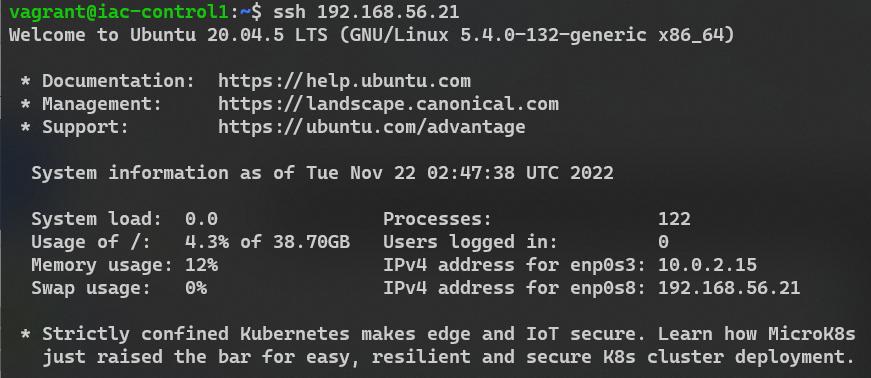 vagrant@iac-control1:~$ ssh 192.168.56.21
Welcome to Ubuntu 20.04.5 LTS (GNU/Linux 5.4.0-132-generic x86_64)
* Documentation:  https://help.ubuntu.com
* Management:     https://landscape.canonical.com
* Support:        https://ubuntu.com/advantage
System information as of Tue Nov 22 02:47:38 UTC 2022
System load:  0.0               Processes:               122
Usage of /:   4.3% of 38.70GB   Users logged in:         0
Memory usage: 12%               IPv4 address for enp0s3: 10.0.2.15
Swap usage:   0%                IPv4 address for enp0s8: 192.168.56.21
* Strictly confined Kubernetes makes edge and IoT secure. Learn how MicroK8s
just raised the bar for easy, resilient and secure K8s cluster deployment.